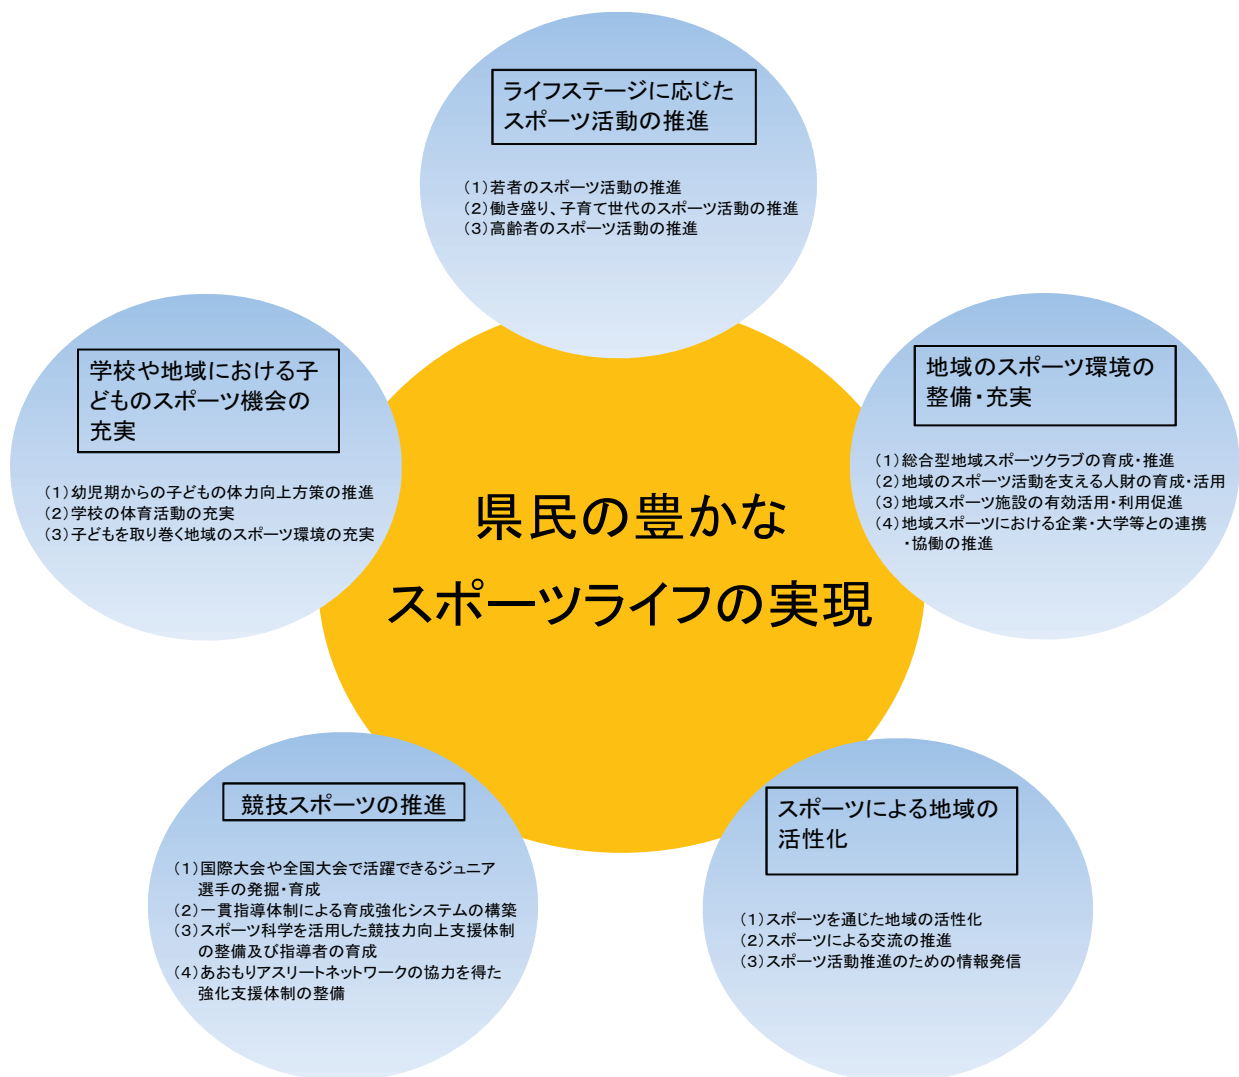 ライフステージに応じた
スポーツ活動の推進
(1)若者のスポーツ活動の推進
(2)働き盛り、子育て世代のスポーツ活動の推進
(3)高齢者のスポーツ活動の推進
学校や地域における子
どものスポーツ機会の
充実
(1)幼児期からの子どもの体力向上方策の推進
(2)学校の体育活動の充実
(3)子どもを取り巻く地域のスポーツ環境の充実
地域のスポーツ環境の
整備・充実
(1)総合型地域スポーツクラブの育成・推進
(2)地域のスポーツ活動を支える人財の育成・活用
(3)地域スポーツ施設の有効活用・利用促進
(4)地域スポーツにおける企業・大学等との連携
・協働の推進
県民の豊かな
スポーツライフの実現
競技スポーツの推進
(1)国際大会や全国大会で活躍できるジュニア
選手の発掘・育成
(2)一貫指導体制による育成強化システムの構築
(3)スポーツ科学を活用した競技力向上支援体制
の整備及び指導者の育成
(4)あおもりアスリートネットワークの協力を得た
強化支援体制の整備
スポーツによる地域の
活性化
(1)スポーツを通じた地域の活性化
(2)スポーツによる交流の推進
(3)スポーツ活動推進のための情報発信